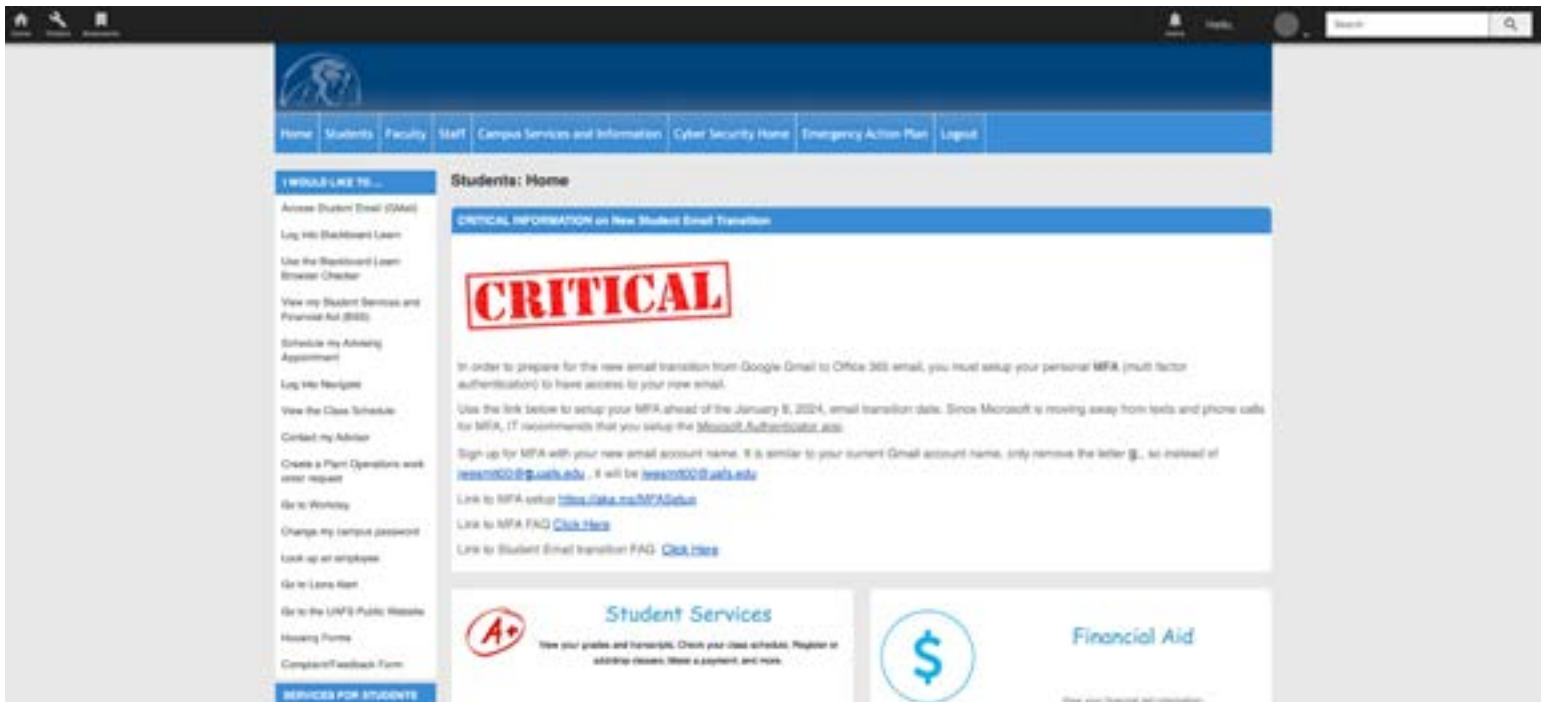 Home
Search
Home Students Faculty Staff Campus Services and Information Cyber Security Home Emergency Action Plan Logout
I WOULD LIKE TO...
Access Student Email (GMail)
Log into Blackboard Learn
Use the Blackboard Learn
Browser Checker
View my Student Services and
Financial Aid (BSS)
Schedule my Advising
Appointment
Log into Navigate
View the Class Schedule
Contact my Advisor
Create a Plant Operations work
order request
Go to Workday
Change my campus password
Look up an employee
Go to Lions Alert
Go to the UAFS Public Website
Housing Forms
Complaint/Feedback Form
SERVICES FOR STUDENTS
Students: Home
CRITICAL INFORMATION on New Student Email Transition
CRITICAL
In order to prepare for the new email transition from Google Gmail to Office 365 email, you must setup your personal MFA (multi factor
authentication) to have access to your new email.
Use the link below to setup your MFA ahead of the January 8, 2024, email transition date. Since Microsoft is moving away from texts and phone calls
for MFA, IT recommends that you setup the Microsoft Authenticator app.
Sign up for MFA with your new email account name. It is similar to your current Gmail account name, only remove the letter g., so instead of
, it will be
Link to MFA setup https://aka.ms/MFASetup
Link to MFA FAQ Click Here
Link to Student Email transition FAQ Click Here
A+
Student Services
View your grades and transcripts, Check your class schedule, Register or
add/drop classes, Make a payment, and more.
$
Financial Aid
View your financial aid information